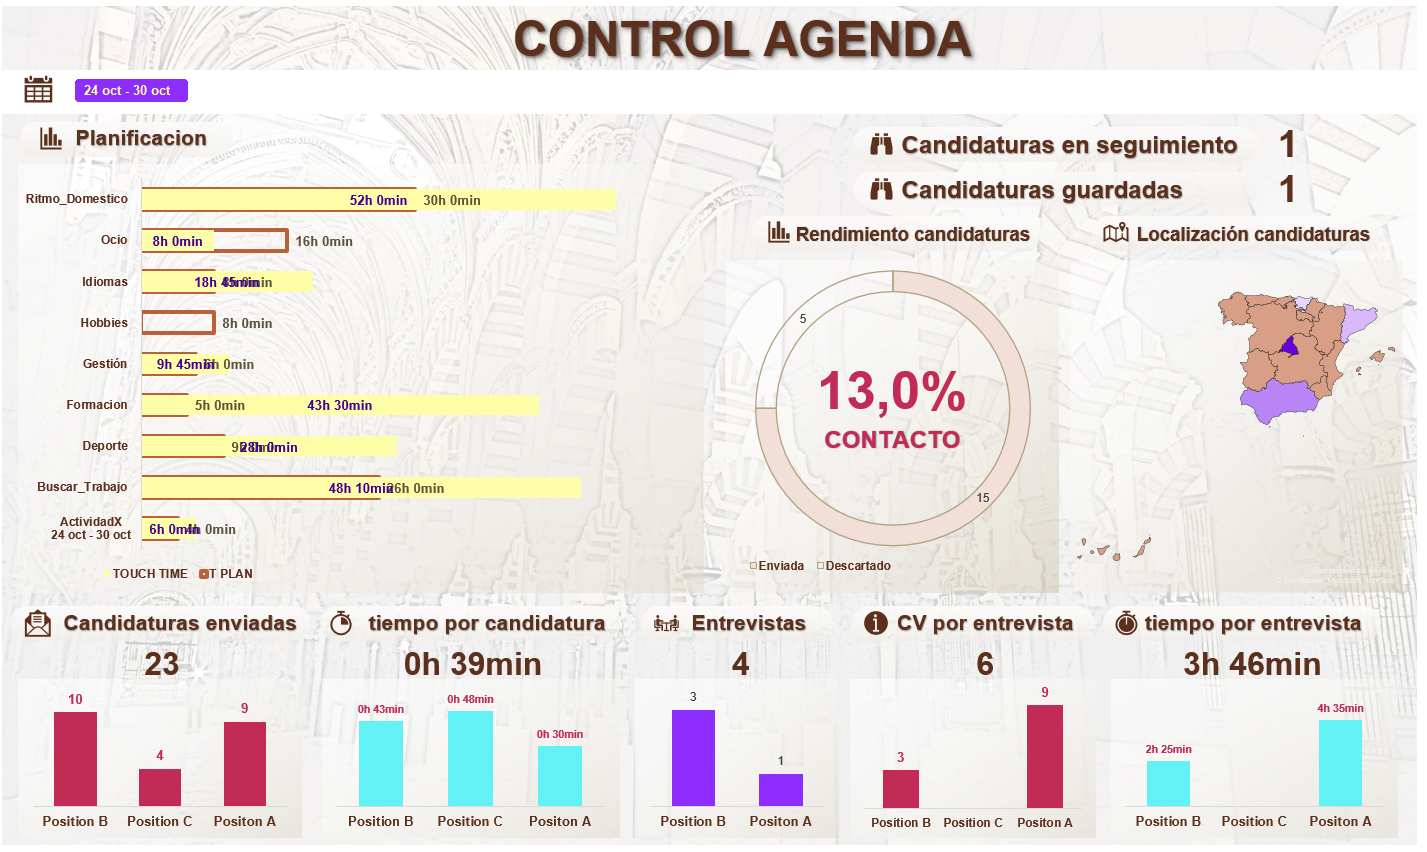 CONTROL AGENDA
24 oct - 30 oct
Planificacion
Ritmo_Domestico
52h 0min
30h 0min
Ocio
8h 0min
16h 0min
Idiomas
18h 45min
8h 0min
Hobbies
8h 0min
Gestión
9h 45min
6h 0min
Formacion
5h 0min
43h 30min
Deporte
28h 0min
Buscar_Trabajo
48h 10min
26h 0min
ActividadX
24 oct - 30 oct
6h 0min
4h 0min
TOUCH TIME
T PLAN
Candidaturas en seguimiento 1
Candidaturas guardadas 1
Rendimiento candidaturas
5
13,0%
CONTACTO
15
Enviada
Descartado
Localización candidaturas
Candidaturas enviadas
23
10
4
9
Position B
Position C
Positon A
tiempo por candidatura
0h 39min
0h 43min
0h 48min
0h 30min
Position B
Position C
Positon A
Entrevistas
4
3
1
Position B
Positon A
CV por entrevista
6
3
9
Position B
Position C
Positon A
tiempo por entrevista
3h 46min
2h 25min
4h 35min
Position B
Position C
Positon A